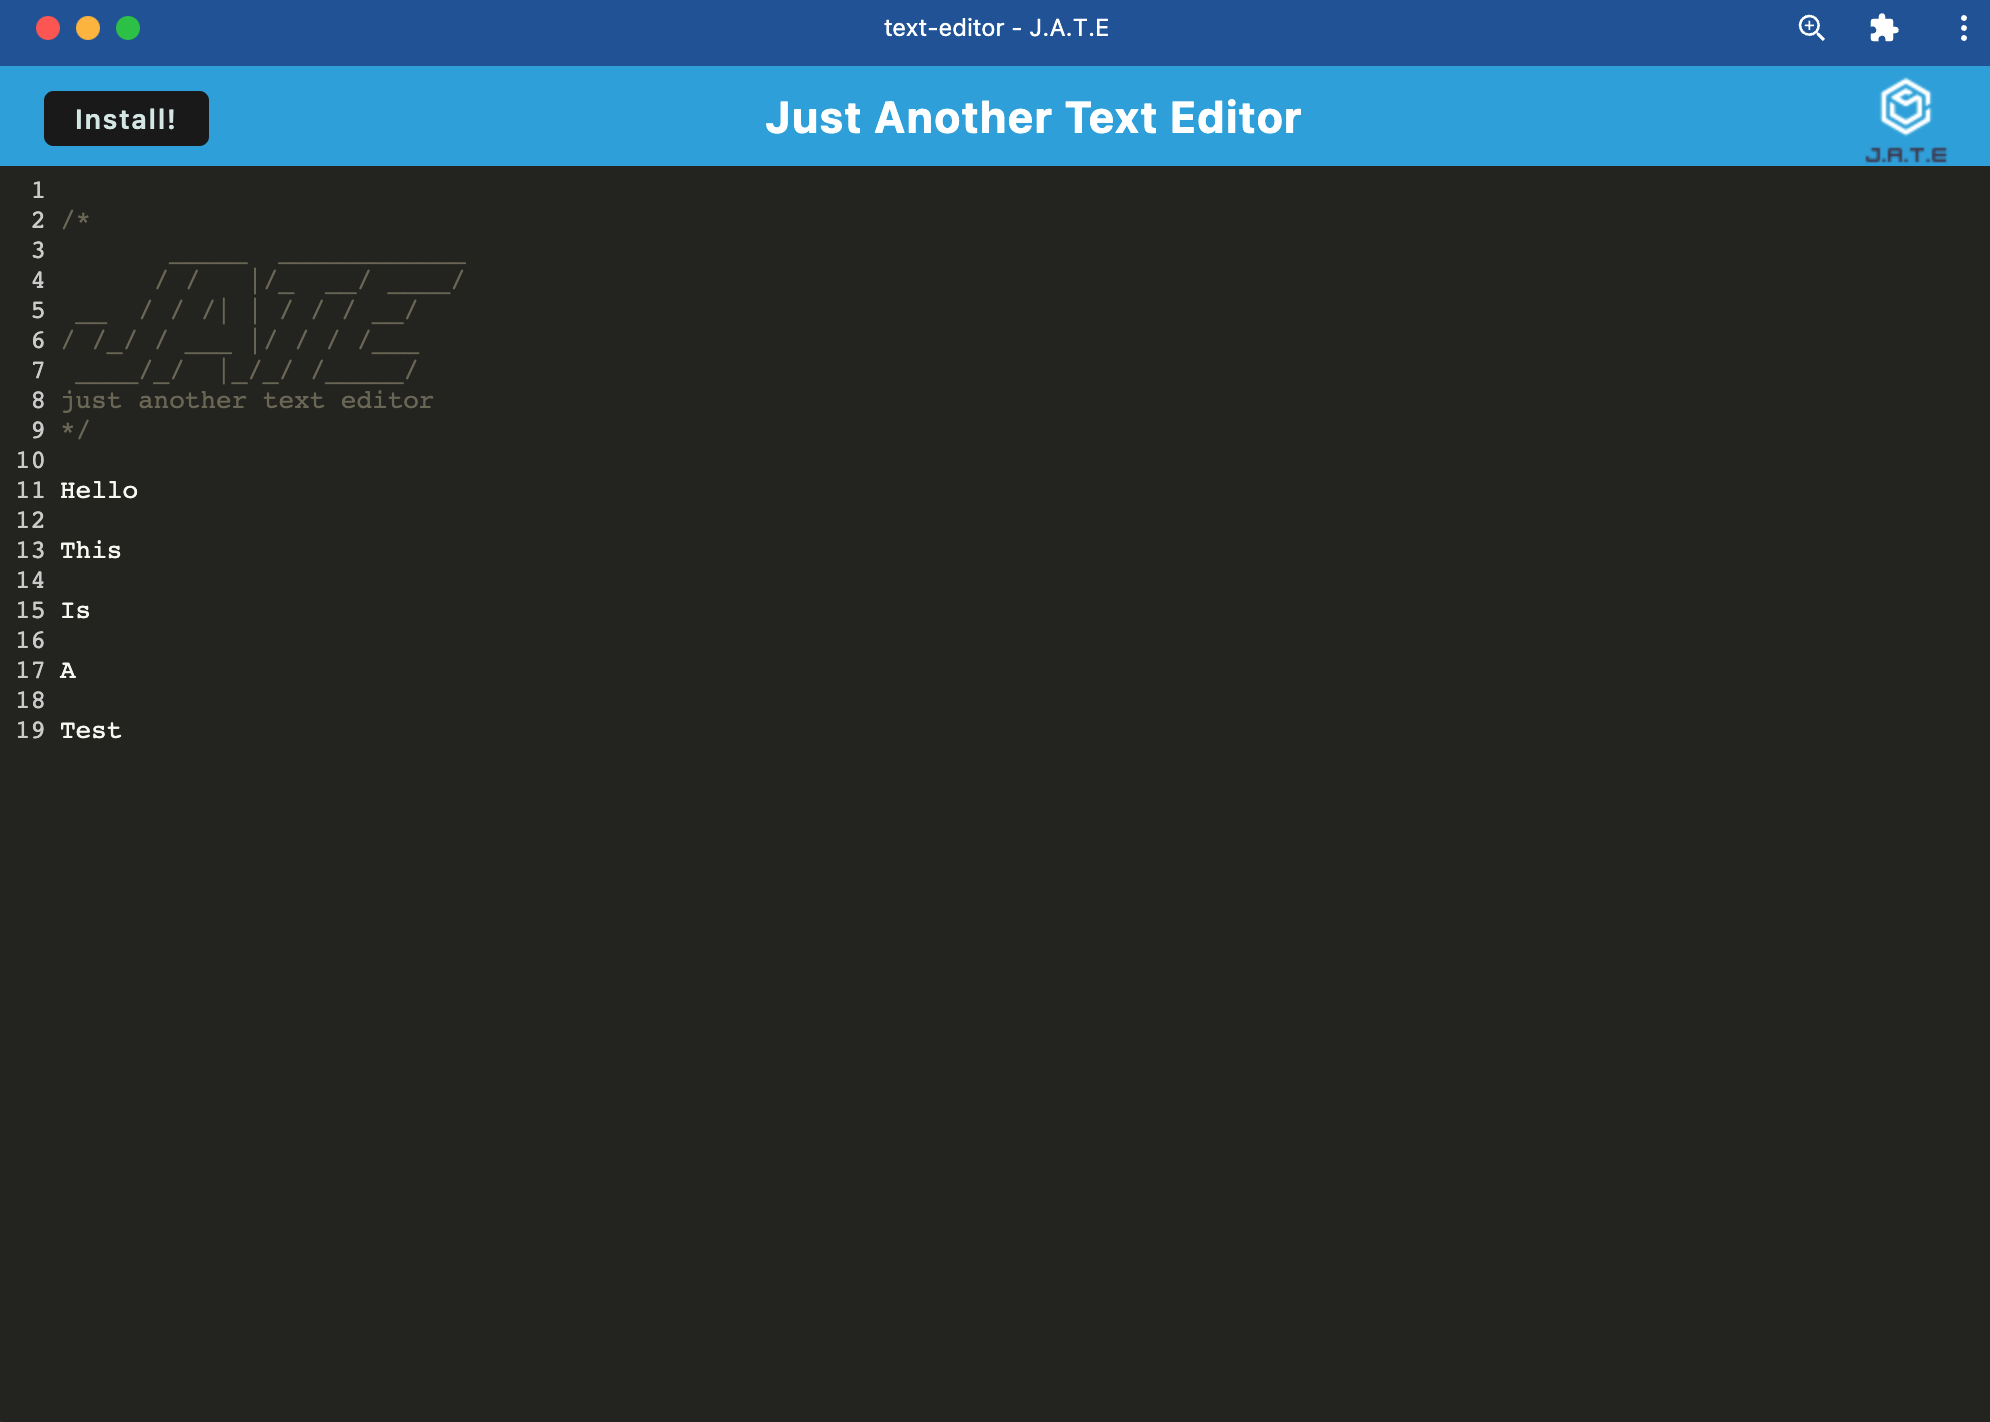 text-editor - J.A.T.E
Install!
Just Another Text Editor
J.A.T.E
1
2 /*
3        ______  ____________
4       / /   |/_  __/ ____/
5  __  / / /| | / / / __/
6 / /_/ / ___ |/ / / /___
7  ____/_/  |_/_/ /_____/
8 just another text editor
9 */
10
11 Hello
12
13 This
14
15 Is
16
17 A
18
19 Test